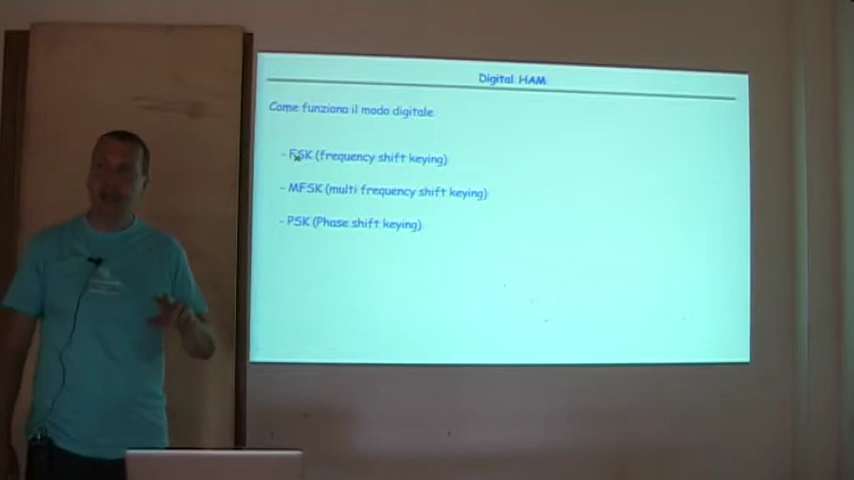 Digital HAM
Come funziona il modo digitale
- FSK (frequency shift keying)
- MFSK (multi frequency shift keying)
- PSK (Phase shift keying)